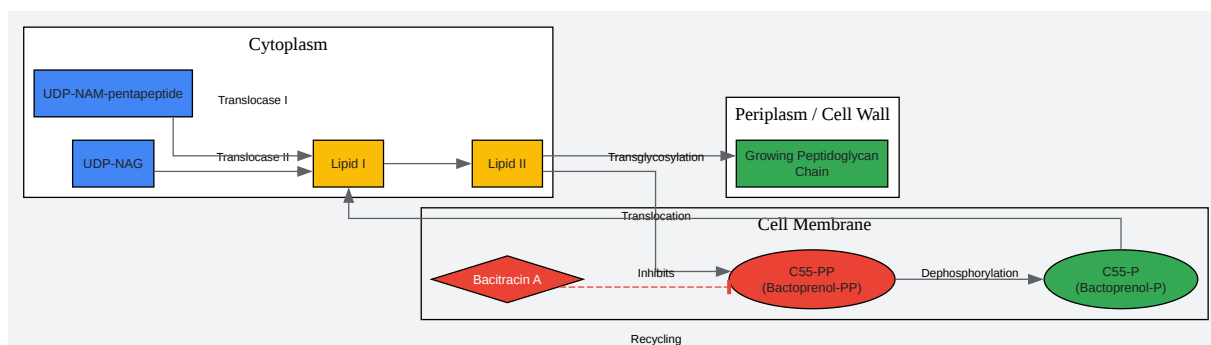 Cytoplasm
UDP-NAM-pentapeptide
Translocase I
UDP-NAG
Translocase II
Lipid I
Lipid II
Transglycosylation
Periplasm / Cell Wall
Growing Peptidoglycan
Chain
Translocation
Cell Membrane
Bacitracin A
Inhibits
C55-PP
(Bactoprenol-PP)
Dephosphorylation
C55-P
(Bactoprenol-P)
Recycling